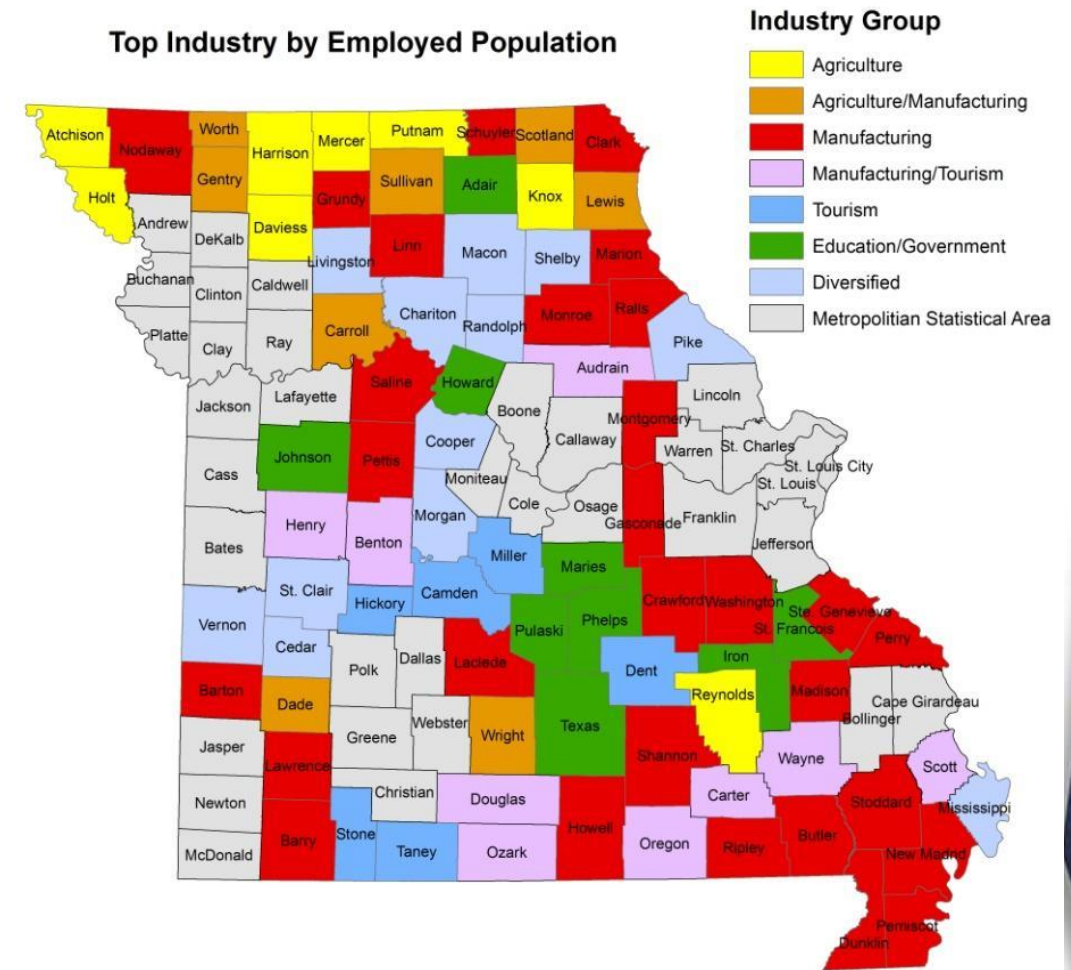 Top Industry by Employed Population
Industry Group
Agriculture
Agriculture/Manufacturing
Manufacturing
Manufacturing/Tourism
Tourism
Education/Government
Diversified
Metropolitian Statistical Area
Atchison
Nodaway
Worth
Gentry
Harrison
Mercer
Putnam
Schuyler
Scotland
Clark
Holt
Andrew
DeKalb
Daviess
Grundy
Sullivan
Adair
Knox
Lewis
Buchanan
Clinton
Caldwell
Livingston
Linn
Macon
Shelby
Marion
Platte
Clay
Ray
Carroll
Chariton
Randolph
Monroe
Ralls
Pike
Jackson
Lafayette
Saline
Howard
Boone
Audrain
Callaway
Montgomery
Lincoln
Cass
Johnson
Pettis
Cooper
Moniteau
Cole
Osage
Gasconade
Warren
St. Charles
St. Louis City
St. Louis
Franklin
Jefferson
Bates
Henry
Benton
Morgan
Miller
Maries
Vernon
St. Clair
Hickory
Camden
Pulaski
Phelps
Crawford
Washington
Ste. Genevieve
St. Francois
Perry
Cedar
Polk
Dallas
Laclede
Dent
Iron
Reynolds
Madison
Cape Girardeau
Bollinger
Barton
Dade
Greene
Webster
Wright
Texas
Shannon
Wayne
Scott
Jasper
Lawrence
Christian
Douglas
Carter
Stoddard
Mississippi
Newton
Stone
Howell
Oregon
Ripley
Butler
New Madrid
McDonald
Barry
Taney
Ozark
Pemiscot
Dunklin